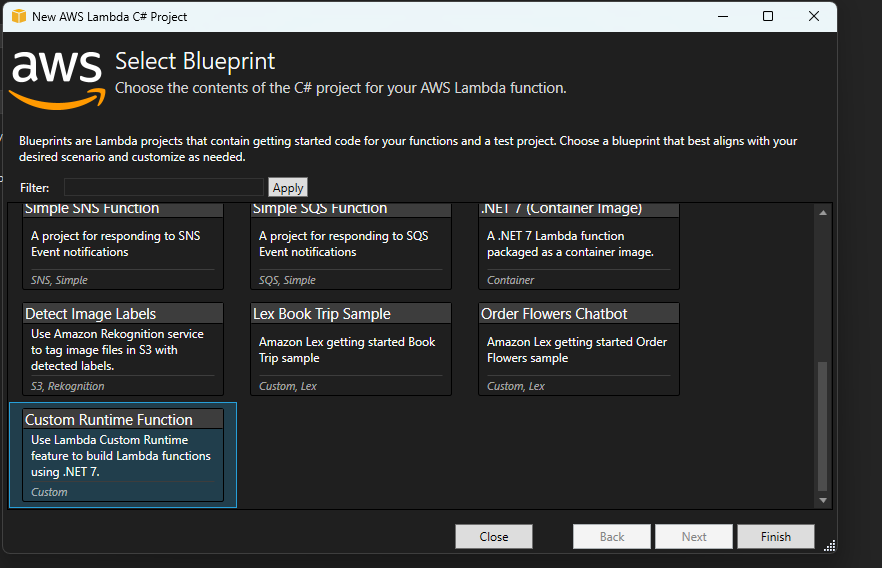 New AWS Lambda C# Project
aws
Select Blueprint
Choose the contents of the C# project for your AWS Lambda function.
Blueprints are Lambda projects that contain getting started code for your functions and a test project. Choose a blueprint that best aligns with your
desired scenario and customize as needed.
Filter:
Apply
Simple SNS Function
A project for responding to SNS
Event notifications
SNS, Simple
Simple SQS Function
A project for responding to SQS
Event notifications
SQS, Simple
.NET 7 (Container Image)
A .NET 7 Lambda function
packaged as a container image.
Container
Detect Image Labels
Use Amazon Rekognition service
to tag image files in S3 with
detected labels.
S3, Rekognition
Lex Book Trip Sample
Amazon Lex getting started Book
Trip sample
Custom, Lex
Order Flowers Chatbot
Amazon Lex getting started Order
Flowers sample
Custom, Lex
Custom Runtime Function
Use Lambda Custom Runtime
feature to build Lambda functions
using .NET 7.
Custom
Close
Back
Next
Finish